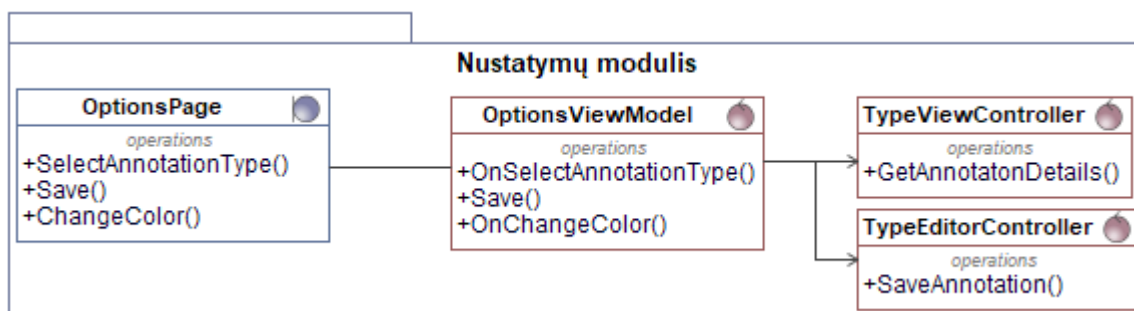 Nustatymų modulis
OptionsPage
operations
+SelectAnnotationType()
+Save()
+ChangeColor()
OptionsViewModel
operations
+OnSelectAnnotationType()
+Save()
+OnChangeColor()
TypeViewController
operations
+GetAnnotatonDetails()
TypeEditorController
operations
+SaveAnnotation()